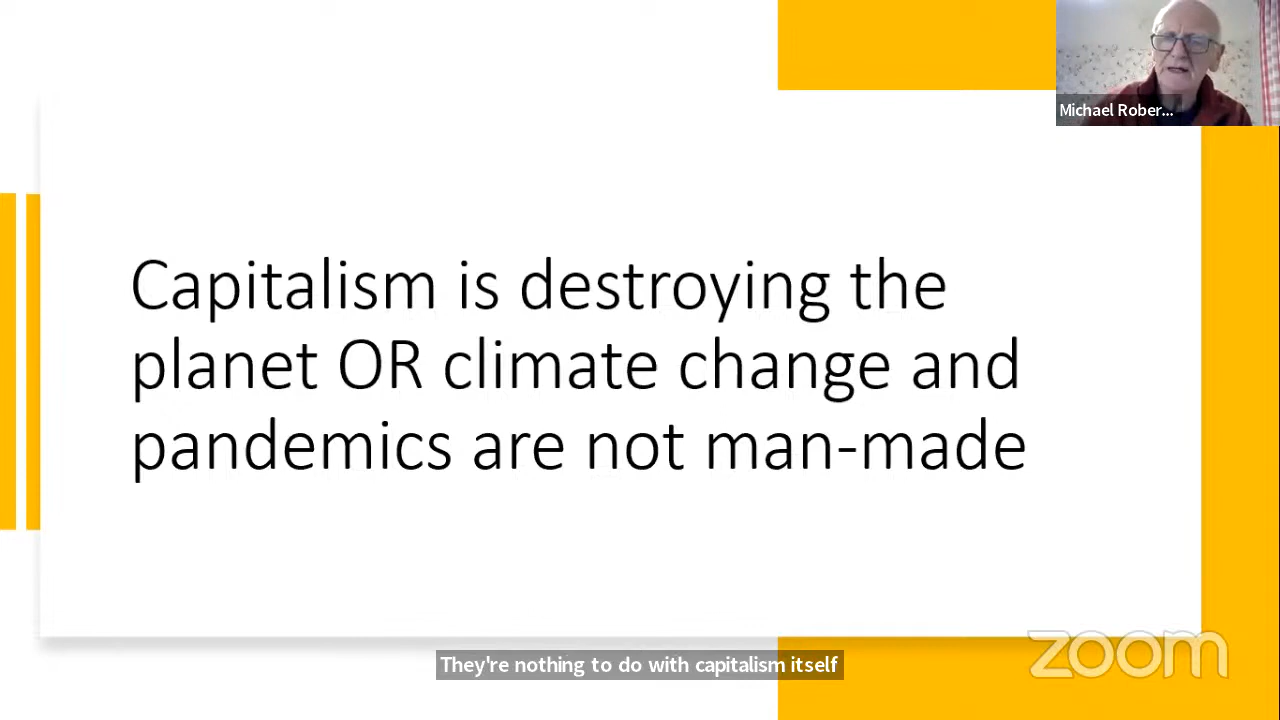 Michael Rober...
Capitalism is destroying the
planet OR climate change and
pandemics are not man-made
They're nothing to do with capitalism itself
zoom